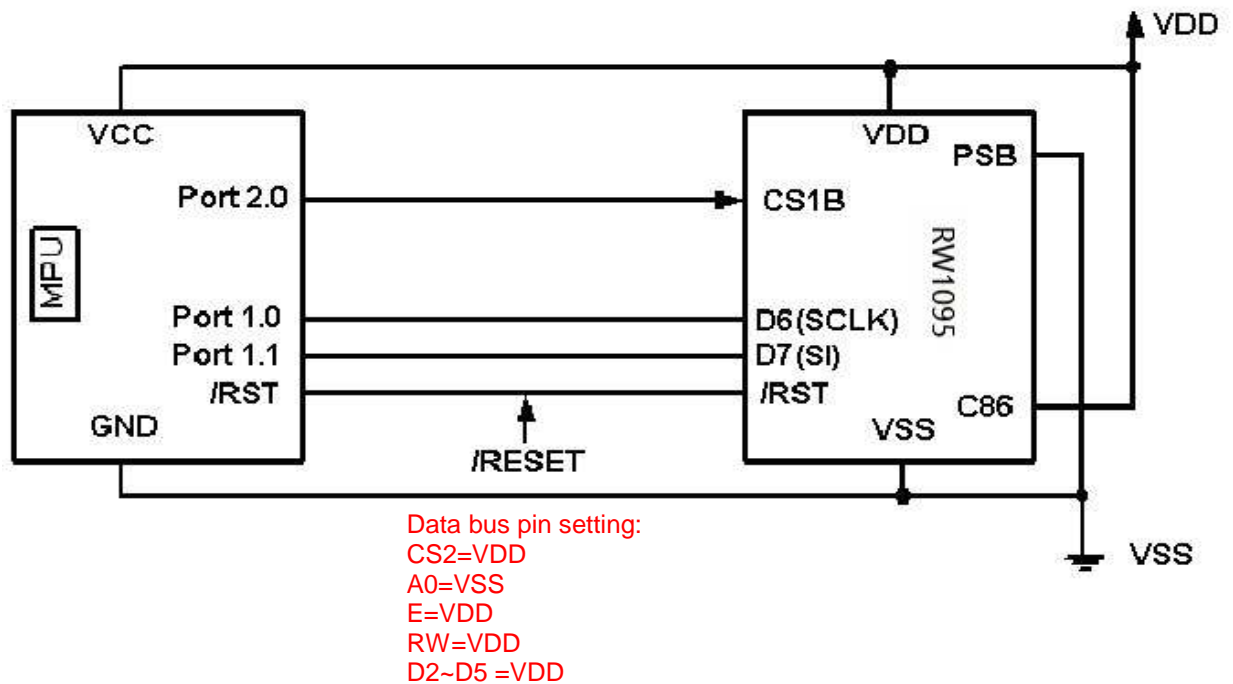 VDD
VCC
VDD
PSB
Port 2.0
CS1B
MPU
RW1095
Port 1.0
D6(SCLK)
Port 1.1
D7(SI)
/RST
/RST
C86
GND
VSS
/RESET
VSS
Data bus pin setting:
CS2=VDD
A0=VSS
E=VDD
RW=VDD
D2~D5 =VDD